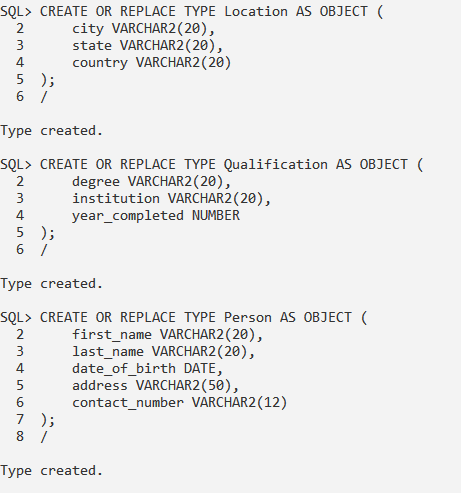 SQL> CREATE OR REPLACE TYPE Location AS OBJECT (
  2      city VARCHAR2(20),
  3      state VARCHAR2(20),
  4      country VARCHAR2(20)
  5  );
  6  /

Type created.

SQL> CREATE OR REPLACE TYPE Qualification AS OBJECT (
  2      degree VARCHAR2(20),
  3      institution VARCHAR2(20),
  4      year_completed NUMBER
  5  );
  6  /

Type created.

SQL> CREATE OR REPLACE TYPE Person AS OBJECT (
  2      first_name VARCHAR2(20),
  3      last_name VARCHAR2(20),
  4      date_of_birth DATE,
  5      address VARCHAR2(50),
  6      contact_number VARCHAR2(12)
  7  );
  8  /

Type created.